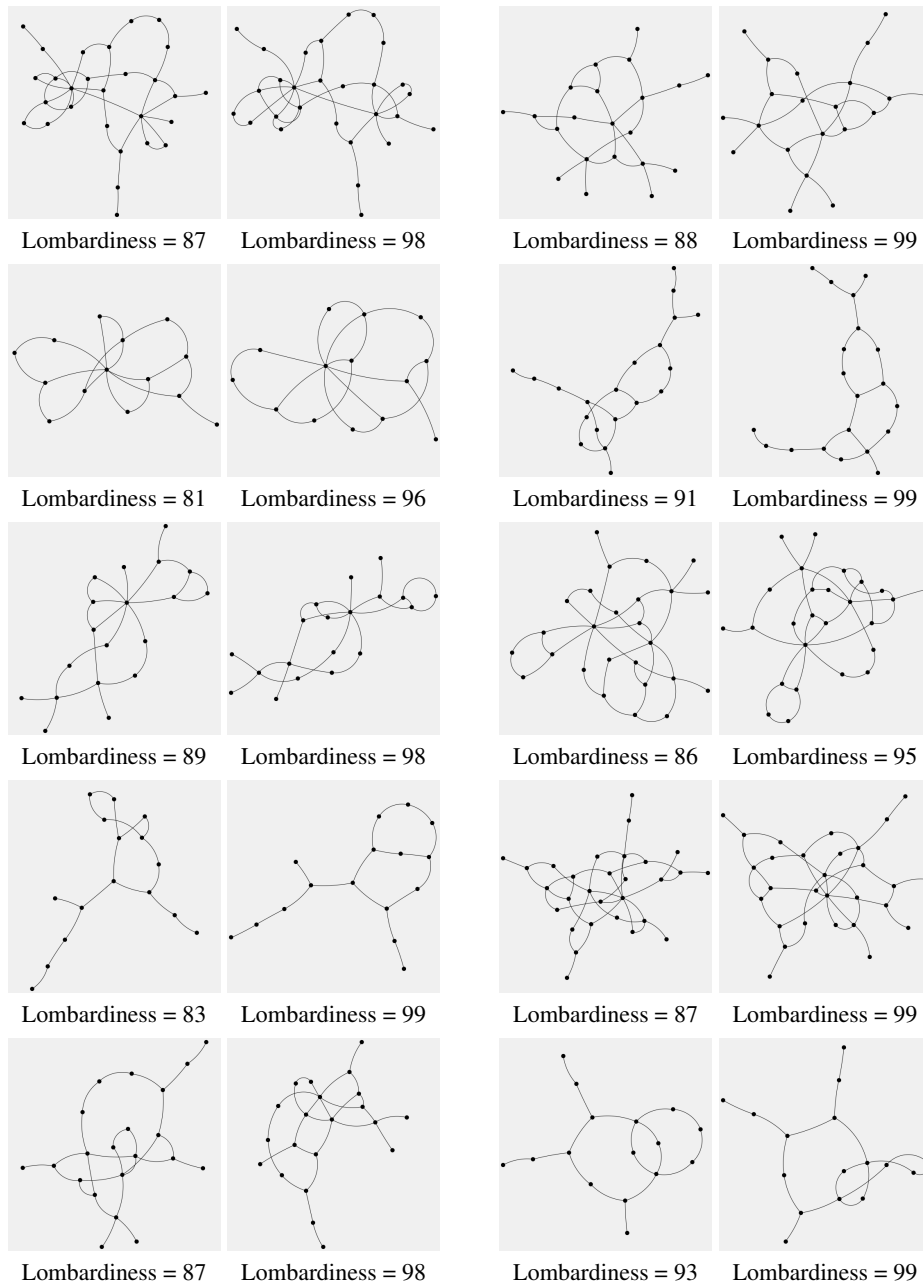 Lombardiness = 87 Lombardiness = 98 Lombardiness = 88 Lombardiness = 99
Lombardiness = 81 Lombardiness = 96 Lombardiness = 91 Lombardiness = 99
Lombardiness = 89 Lombardiness = 98 Lombardiness = 86 Lombardiness = 95
Lombardiness = 83 Lombardiness = 99 Lombardiness = 87 Lombardiness = 99
Lombardiness = 87 Lombardiness = 98 Lombardiness = 93 Lombardiness = 99